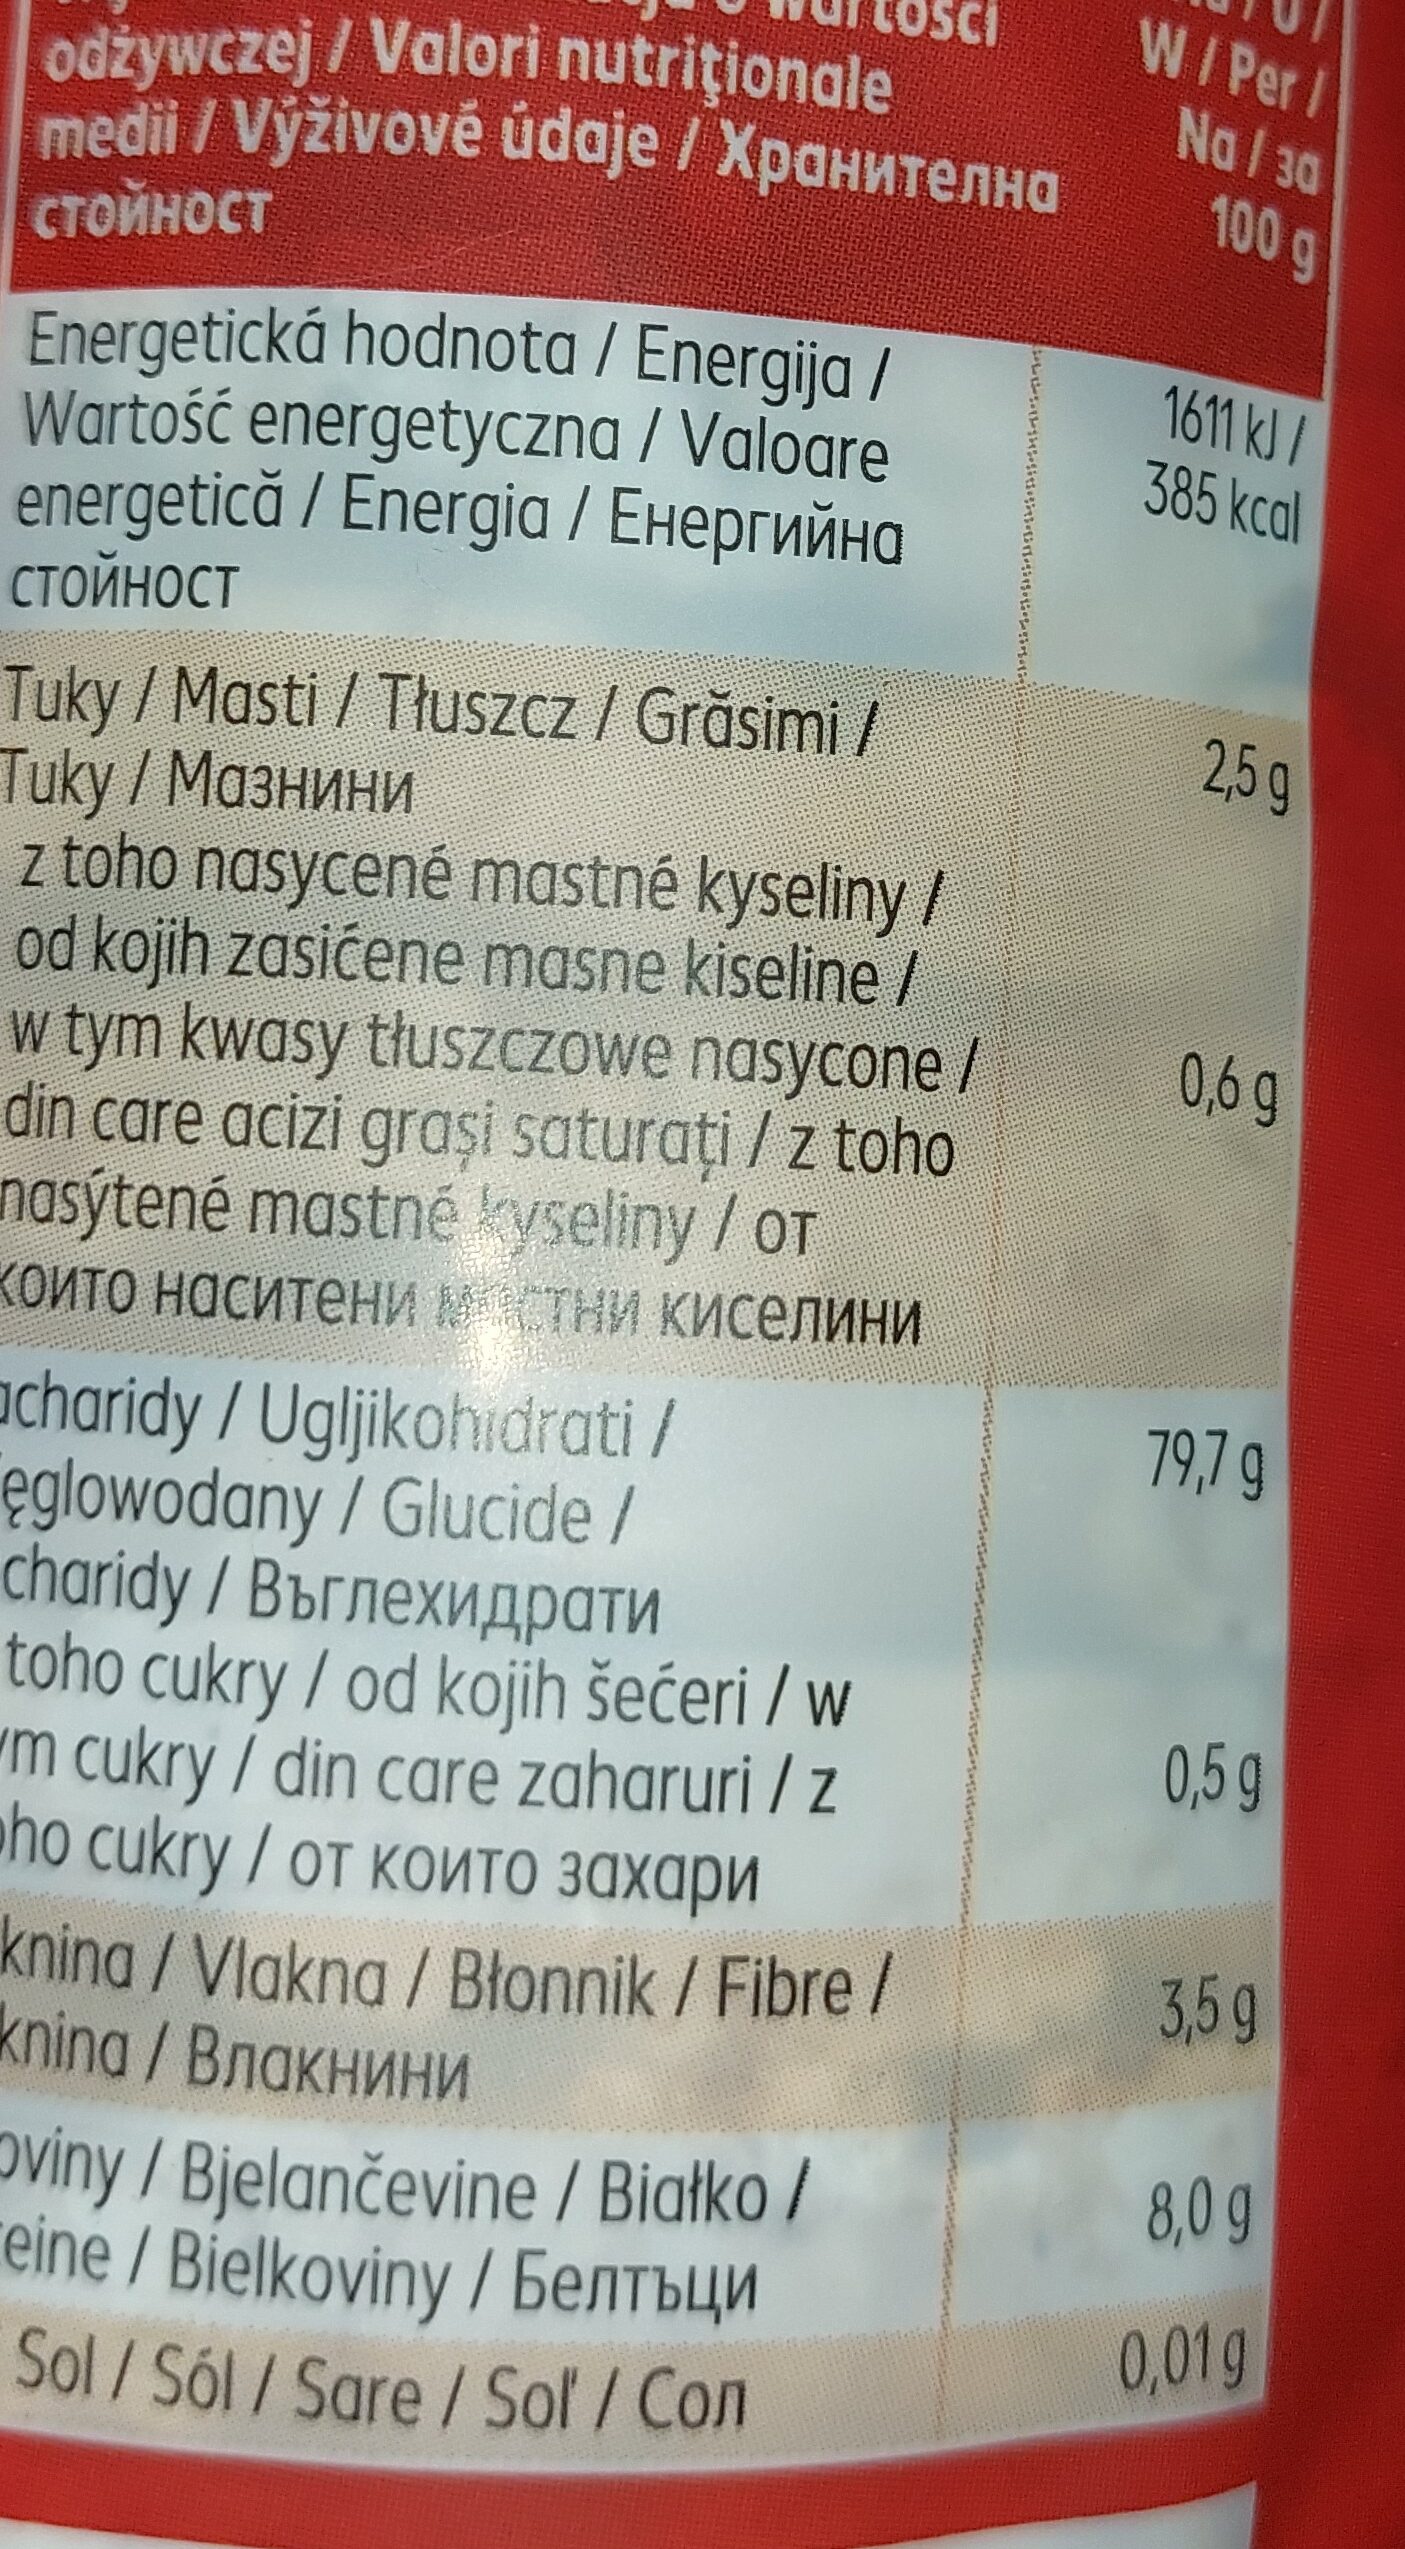 wartości
odżywczej / Valori nutriţionale
medii / Výživové údaje / Хранителна
стойност
W / Per /
Na / за
100 g
Energetická hodnota / Energija /
Wartość energetyczna / Valoare
energetică / Energia / Енергийна
стойност
1611 kJ /
385 kcal
Tuky / Masti / Tłuszcz / Grăsimi /
Tuky / Мазнини
2,5 g
z toho nasycené mastné kyseliny /
od kojih zasićene masne kiseline /
w tym kwasy tłuszczowe nasycone /
din care acizi graşi saturaţi / z toho
nasýtené mastné kyseliny / от
които наситени мастни киселини
0,6 g
acharidy / Ugljikohidrati /
ęglowodany / Glucide /
charidy / Въглехидрати
79,7 g
toho cukry / od kojih šećeri / w
ym cukry / din care zaharuri / z
oho cukry / от които захари
0,5 g
knina / Vlakna / Błonnik / Fibre /
knina / Влакнини
3,5 g
oviny / Bjelančevine / Białko /
eine / Bielkoviny / Белтъци
8,0 g
Sol / Sól / Sare / Soľ / Сол
0,01 g